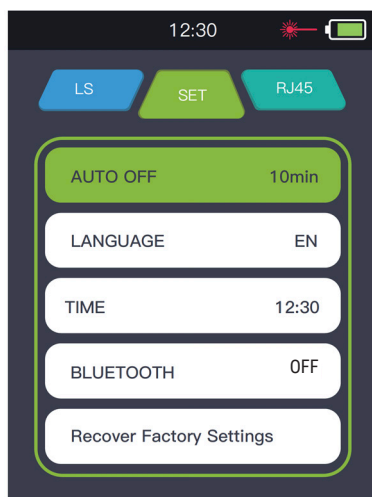 12:30
LS SET RJ45
AUTO OFF 10min
LANGUAGE EN
TIME 12:30
BLUETOOTH OFF
Recover Factory Settings